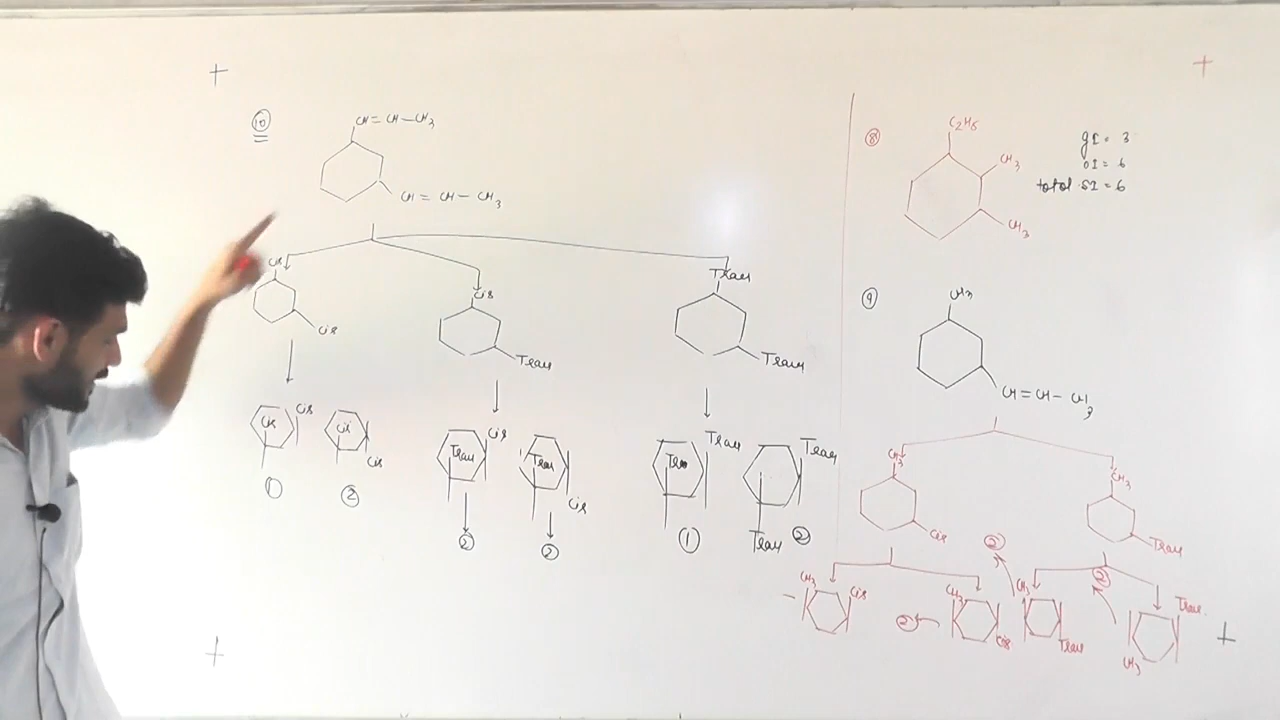 10
CH = CH — CH3
CH = CH — CH3
Cis
Cis
Cis
Trans
Trans
Trans
Cis
Cis
1
Cis
Cis
2
Trans
Cis
2
Trans
Cis
2
Trans
Trans
1
Trans
Trans
2
8
C2H5
CH3
CH3
gI = 3
oI = 6
total SI = 6
9
CH3
CH = CH — CH3
CH3
Cis
CH3
Trans
CH3
Cis
CH3
Cis
2
CH3
Trans
2
CH3
Trans
2